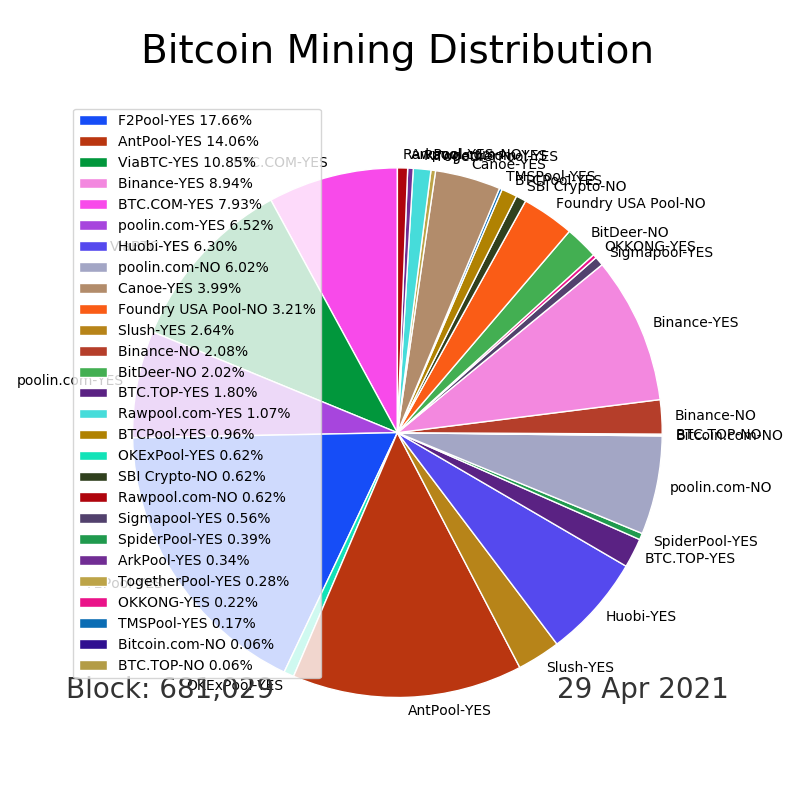 Bitcoin Mining Distribution
F2Pool-YES 17.66%
AntPool-YES 14.06%
ViaBTC-YES 10.85%
Binance-YES 8.94%
BTC.COM-YES 7.93%
poolin.com-YES 6.52%
Huobi-YES 6.30%
poolin.com-NO 6.02%
Canoe-YES 3.99%
Foundry USA Pool-NO 3.21%
Slush-YES 2.64%
Binance-NO 2.08%
BitDeer-NO 2.02%
BTC.TOP-YES 1.80%
Rawpool.com-YES 1.07%
BTCPool-YES 0.96%
OKExPool-YES 0.62%
SBI Crypto-NO 0.62%
Rawpool.com-NO 0.62%
Sigmapool-YES 0.56%
SpiderPool-YES 0.39%
ArkPool-YES 0.34%
TogetherPool-YES 0.28%
OKKONG-YES 0.22%
TMSPool-YES 0.17%
Bitcoin.com-NO 0.06%
BTC.TOP-NO 0.06%
Canoe-YES
TMSPool-YES
BTCPool-YES
SBI Crypto-NO
Foundry USA Pool-NO
BitDeer-NO
OKKONG-YES
Sigmapool-YES
Binance-YES
Binance-NO
BTC.TOP-NO
Bitcoin.com-NO
poolin.com-NO
SpiderPool-YES
BTC.TOP-YES
Huobi-YES
Slush-YES
AntPool-YES
OKExPool-YES
poolin.com-YES
Block: 681,029
29 Apr 2021